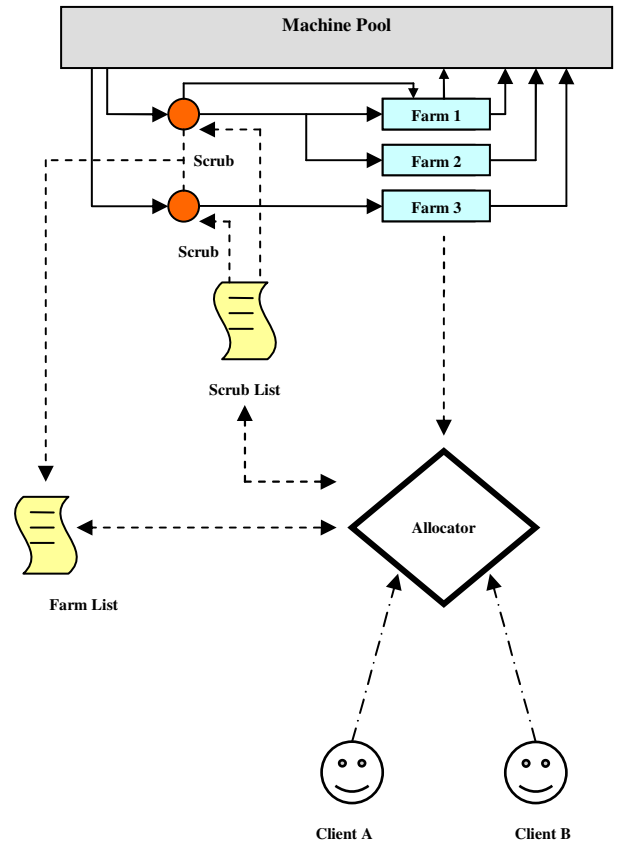 Machine Pool
Farm 1
Scrub
Farm 2
Farm 3
Scrub
Scrub List
Allocator
Farm List
Client A
Client B